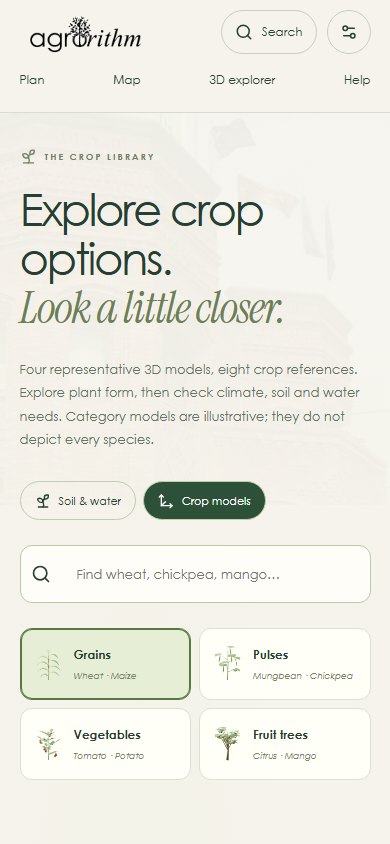 agrorithm
Search
Plan
Map
3D explorer
Help
THE CROP LIBRARY
Explore crop
options.
Look a little closer.
Four representative 3D models, eight crop references.
Explore plant form, then check climate, soil and water
needs. Category models are illustrative; they do not
depict every species.
Soil & water
Crop models
Find wheat, chickpea, mango...
Grains
Wheat · Maize
Pulses
Mungbean · Chickpea
Vegetables
Tomato · Potato
Fruit trees
Citrus · Mango